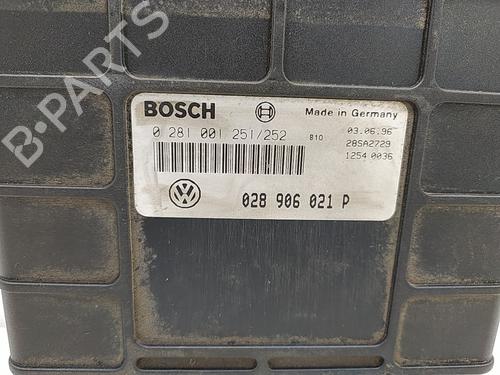 B-PARTS
BOSCH
Made in Germany
0 281 001 251/252 B10 03.06.96
28SA2729
1254 0036
028 906 021 P